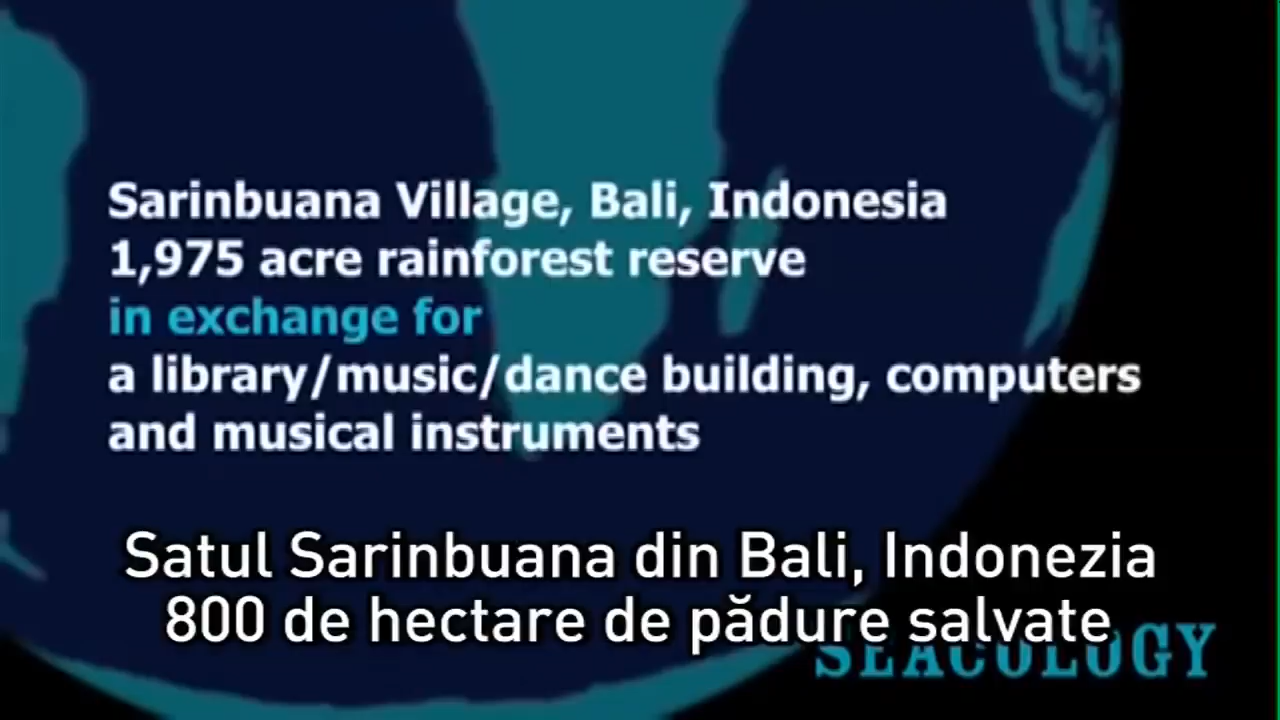 Sarinbuana Village, Bali, Indonesia
1,975 acre rainforest reserve
in exchange for
a library/music/dance building, computers
and musical instruments
Satul Sarinbuana din Bali, Indonezia
800 de hectare de pădure salvate
SEACOLOGY